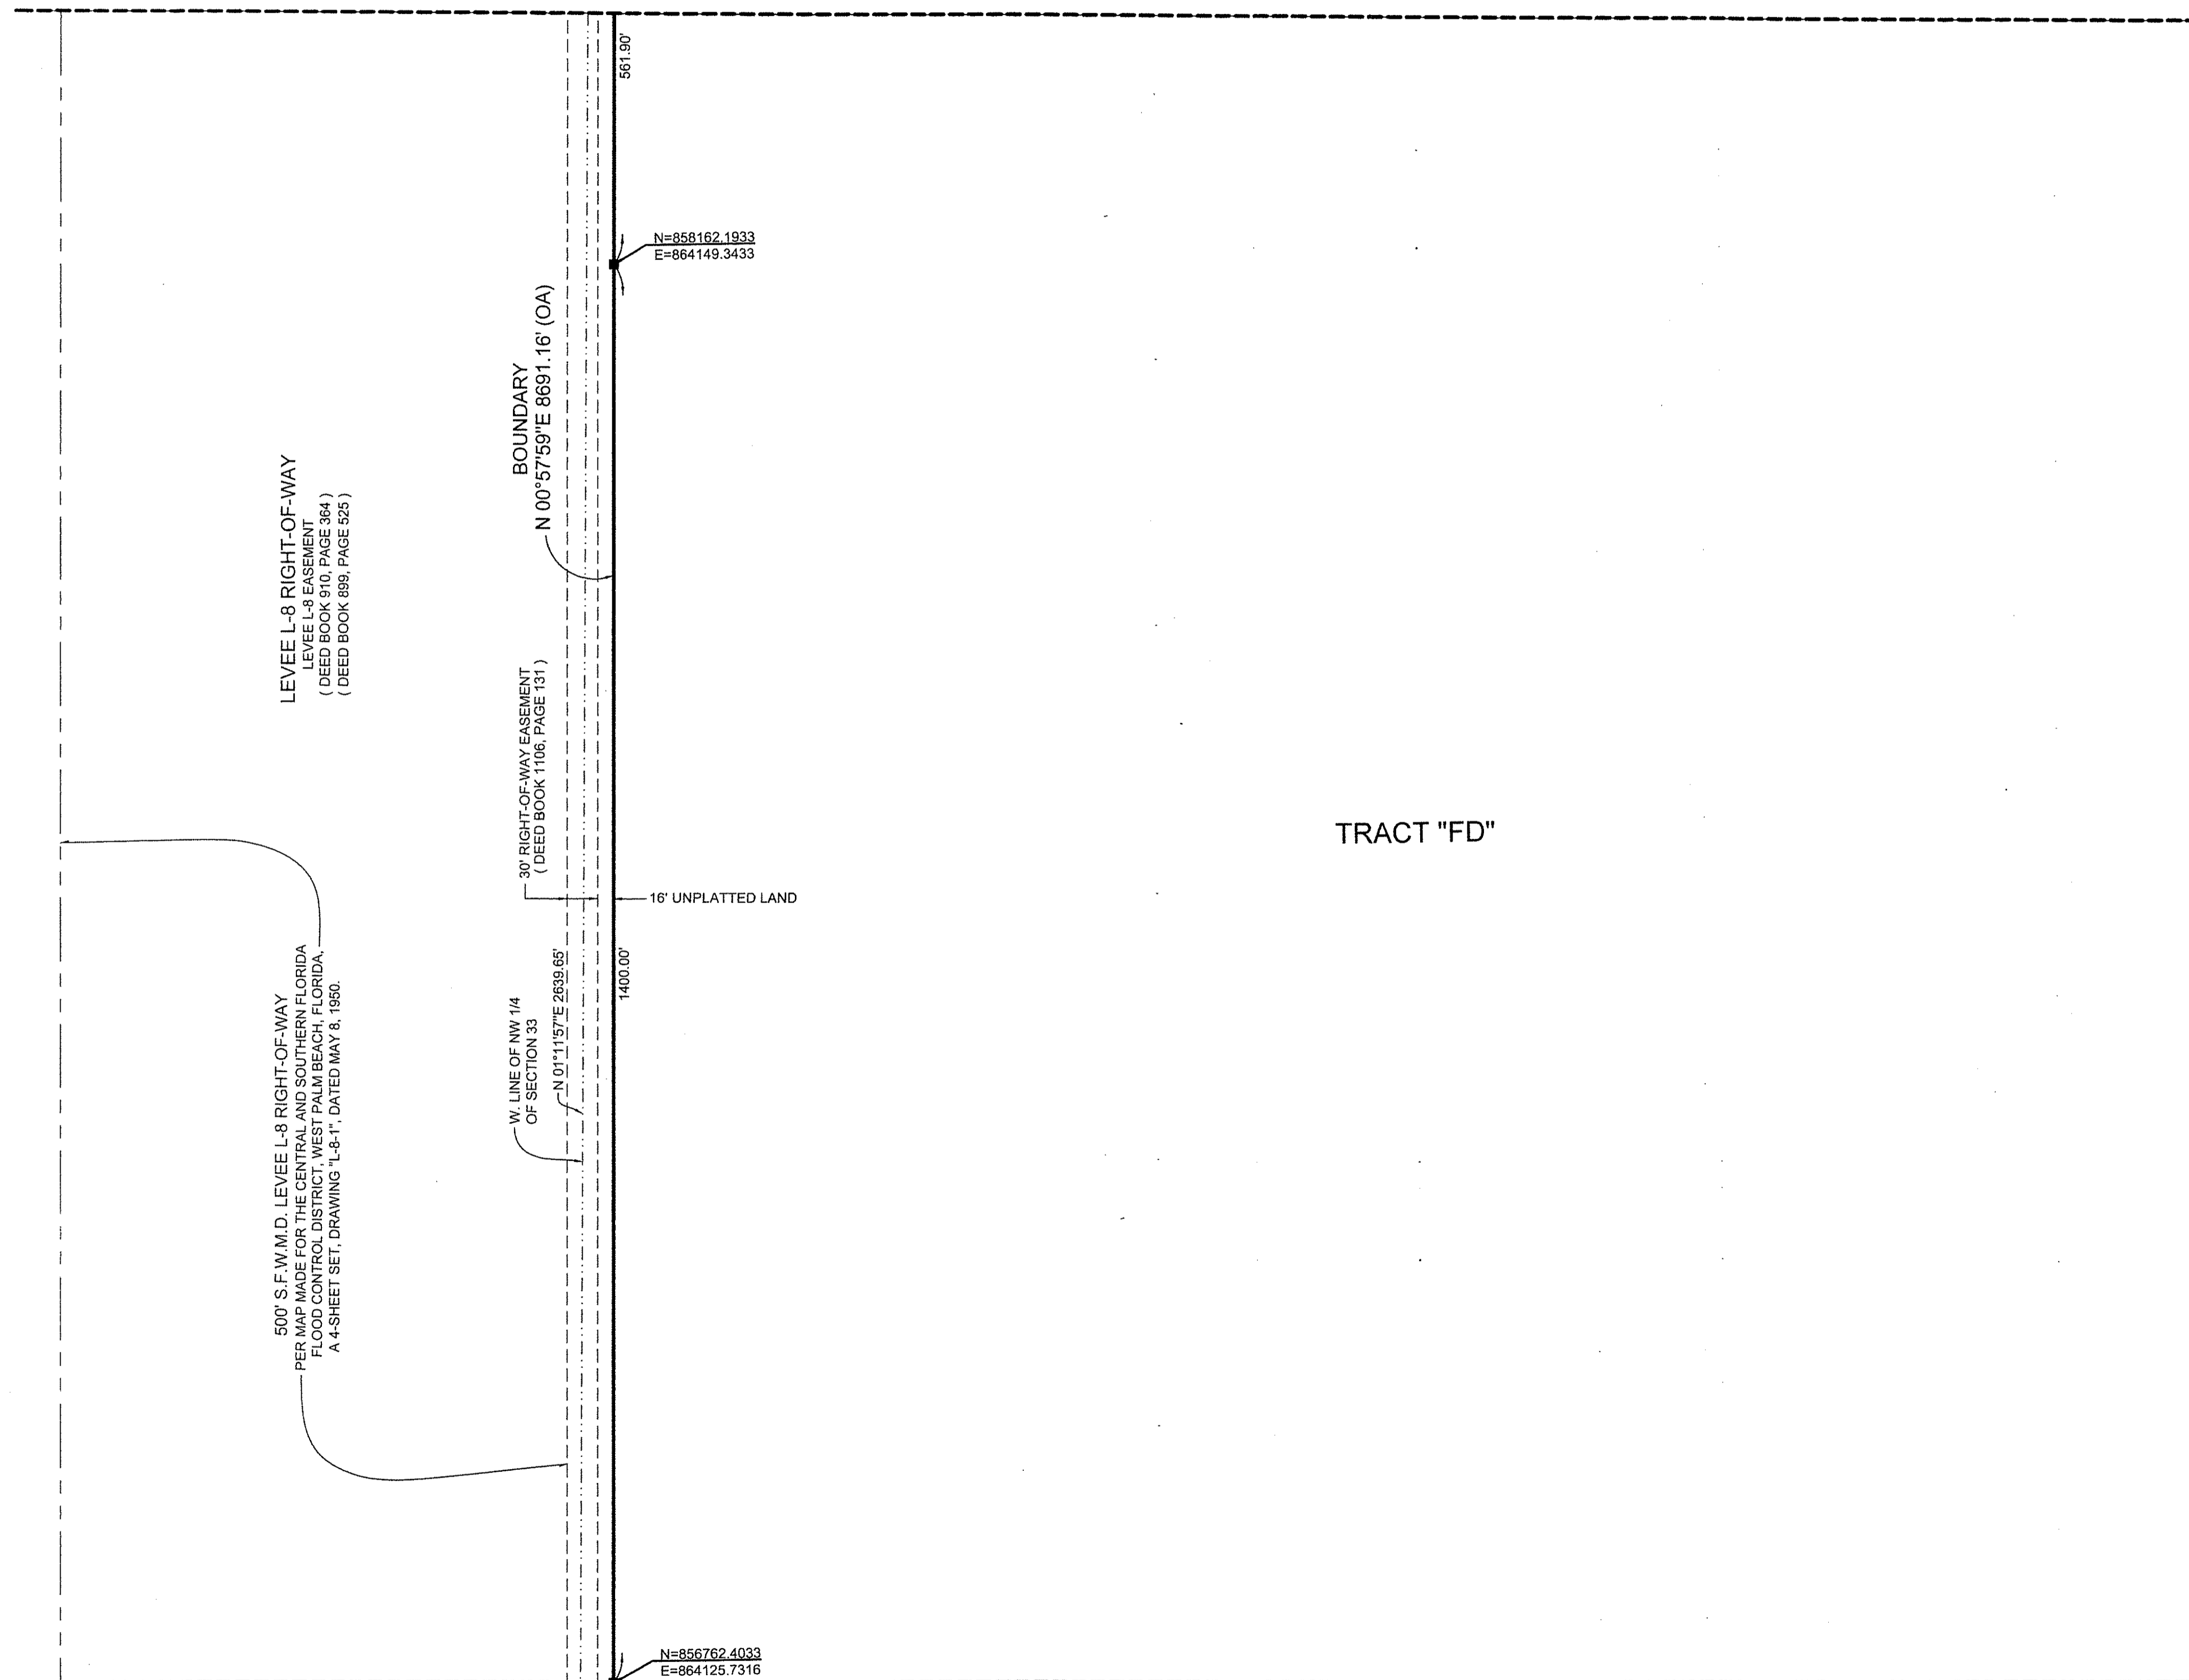 561.90'
N=858162.1933
E=864149.3433
BOUNDARY
N 00°57'59"E 8691.16' (OA)
LEVEE L-8 RIGHT-OF-WAY
LEVEE L-8 EASEMENT
( DEED BOOK 910, PAGE 364 )
( DEED BOOK 899, PAGE 525 )
30' RIGHT-OF-WAY EASEMENT
( DEED BOOK 1106, PAGE 131 )
TRACT "FD"
16' UNPLATTED LAND
1400.00'
W. LINE OF NW 1/4
OF SECTION 33
N 01°11'57"E 2639.65'
500' S.F.W.M.D. LEVEE L-8 RIGHT-OF-WAY
PER MAP MADE FOR THE CENTRAL AND SOUTHERN FLORIDA
FLOOD CONTROL DISTRICT, WEST PALM BEACH, FLORIDA,
A 4-SHEET SET, DRAWING "L-8-1", DATED MAY 8, 1950.
N=856762.4033
E=864125.7316